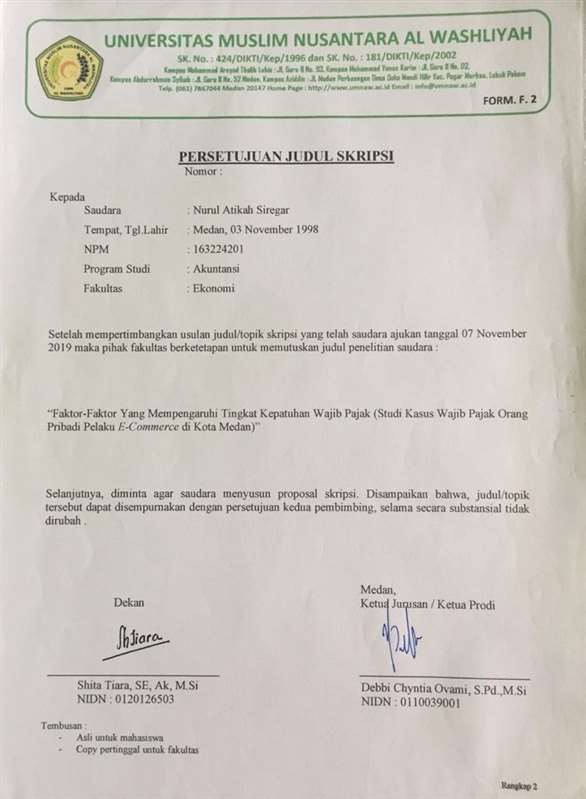 UNIVERSITAS MUSLIM NUSANTARA AL WASHLIYAH
SK. No. : 424/DIKTI/Kep/1996 dan SK. No. : 181/DIKTI/Kep/2002
Kampus Muhammad Arsyad Thalib Lubis : Jl. Garu II No. 93, Kampus Muhammad Yunus Karim : Jl. Garu II No. 02,
Kampus Abdurrahman Syihab : Jl. Garu II No. 52 Medan, Kampus Aziddin : Jl. Medan Perbaungan Desa Suka Mandi Hilir Kec. Pagar Merbau, Lubuk Pakam
Telp. (061) 7867044 Medan 20147 Home Page : http://www.umnaw.ac.id Email : info@umnaw.ac.id
FORM. F. 2
PERSETUJUAN JUDUL SKRIPSI
Nomor :
Kepada
Saudara : Nurul Atikah Siregar
Tempat, Tgl.Lahir : Medan, 03 November 1998
NPM : 163224201
Program Studi : Akuntansi
Fakultas : Ekonomi
Setelah mempertimbangkan usulan judul/topik skripsi yang telah saudara ajukan tanggal 07 November
2019 maka pihak fakultas berketetapan untuk memutuskan judul penelitian saudara :
“Faktor-Faktor Yang Mempengaruhi Tingkat Kepatuhan Wajib Pajak (Studi Kasus Wajib Pajak Orang
Pribadi Pelaku E-Commerce di Kota Medan)”
Selanjutnya, diminta agar saudara menyusun proposal skripsi. Disampaikan bahwa, judul/topik
tersebut dapat disempurnakan dengan persetujuan kedua pembimbing, selama secara substansial tidak
dirubah .
Medan,
Dekan
Ketua Jurusan / Ketua Prodi
ShTiara
Shita Tiara, SE, Ak, M.Si
NIDN : 0120126503
Debbi Chyntia Ovami, S.Pd.,M.Si
NIDN : 0110039001
Tembusan :
- Asli untuk mahasiswa
- Copy pertinggal untuk fakultas
Rangkap 2